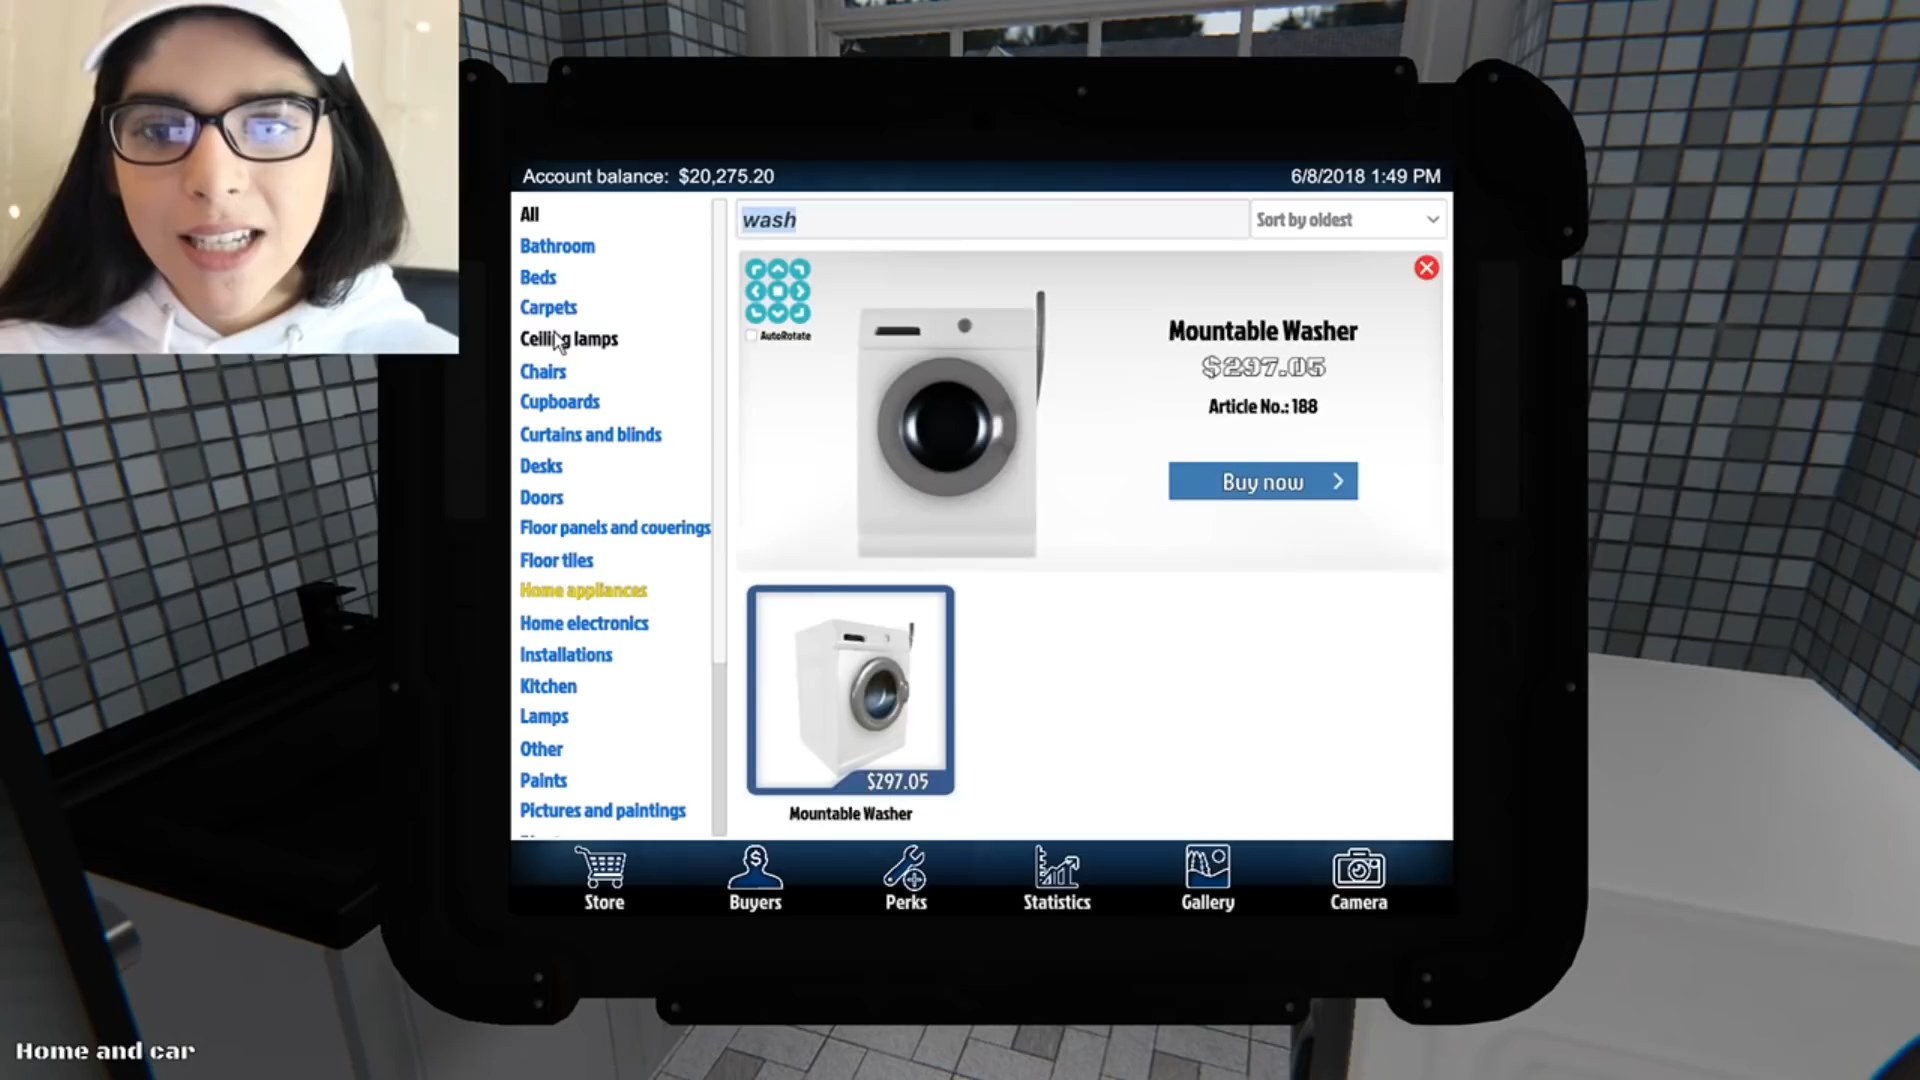 Account balance: $20,275.20
6/8/2018 1:49 PM
All
Bathroom
Beds
Carpets
Ceiling lamps
Chairs
Cupboards
Curtains and blinds
Desks
Doors
Floor panels and coverings
Floor tiles
Home appliances
Home electronics
Installations
Kitchen
Lamps
Other
Paints
Pictures and paintings
wash
Sort by oldest
AutoRotate
Mountable Washer
$297.05
Article No.: 188
Buy now
$297.05
Mountable Washer
Store
Buyers
Perks
Statistics
Gallery
Camera
Home and car